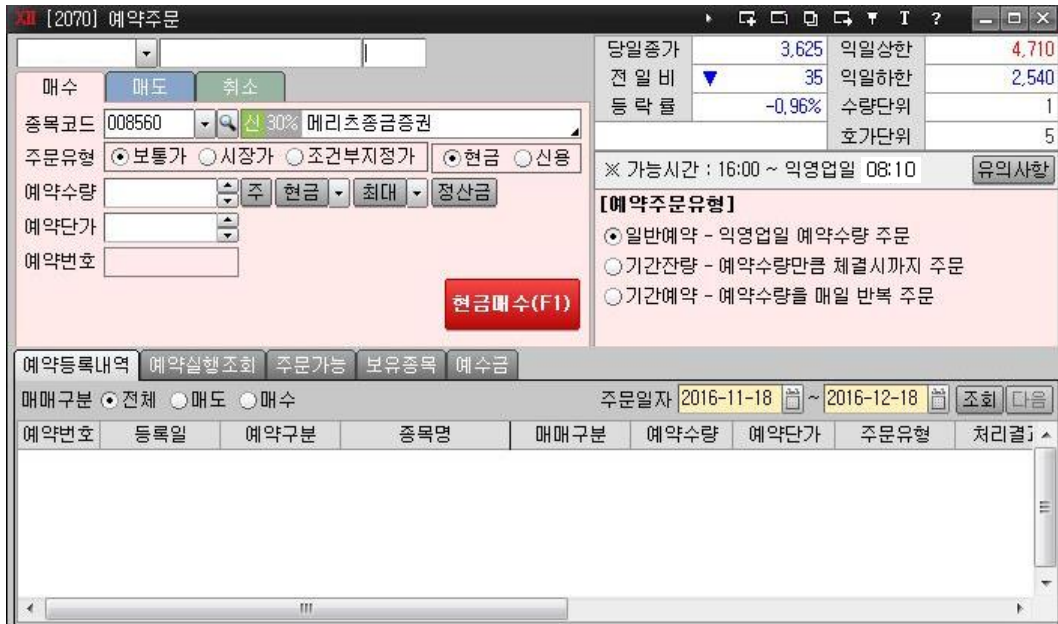 XII [2070] 예약주문 T ?
매수 매도 취소
종목코드 008560 신 30% 메리츠종금증권
주문유형 보통가 시장가 조건부지정가 현금 신용
예약수량 주 현금 최대 정산금
예약단가
예약번호
현금매수(F1)
당일종가 3,625 익일상한 4,710
전 일 비 ▼ 35 익일하한 2,540
등 락 률 -0,96% 수량단위 1
호가단위 5
※ 가능시간 : 16:00 ~ 익영업일 08:10 유의사항
[예약주문유형]
일반예약 - 익영업일 예약수량 주문
기간잔량 - 예약수량만큼 체결시까지 주문
기간예약 - 예약수량을 매일 반복 주문
예약등록내역 예약실행조회 주문가능 보유종목 예수금
매매구분 전체 매도 매수 주문일자 2016-11-18 ~ 2016-12-18 조회 다음
예약번호 등록일 예약구분 종목명 매매구분 예약수량 예약단가 주문유형 처리결